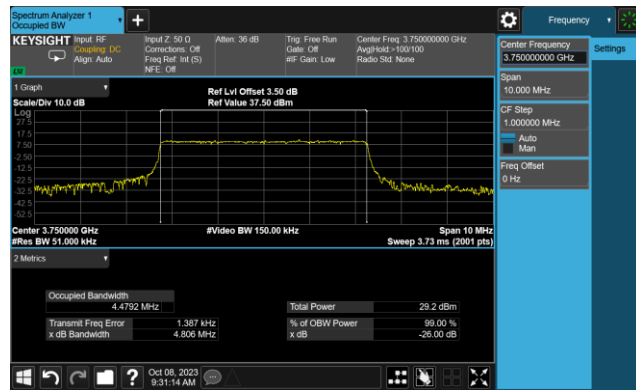 Spectrum Analyzer 1
Occupied BW
Frequency
KEYSIGHT
Input: RF
Coupling: DC
Align: Auto
Input Z: 50 Ω
Corrections: Off
Freq Ref: Int (S)
NFE: Off
Atten: 36 dB
Trig: Free Run
Gate: Off
#IF Gain: Low
Center Freq: 3.750000000 GHz
Avg|Hold:>100/100
Radio Std: None
Center Frequency
3.750000000 GHz
Settings
Span
10.000 MHz
CF Step
1.000000 MHz
Auto
Man
Freq Offset
0 Hz
1 Graph
Scale/Div 10.0 dB
Ref Lvl Offset 3.50 dB
Ref Value 37.50 dBm
Log
27.5
17.5
7.50
-2.50
-12.5
-22.5
-32.5
-42.5
-52.5
Center 3.750000 GHz
#Res BW 51.000 kHz
#Video BW 150.00 kHz
Span 10 MHz
Sweep 3.73 ms (2001 pts)
2 Metrics
Occupied Bandwidth
4.4792 MHz
Total Power 29.2 dBm
Transmit Freq Error 1.387 kHz
% of OBW Power 99.00 %
x dB Bandwidth 4.806 MHz
x dB -26.00 dB
Oct 08, 2023
9:31:14 AM